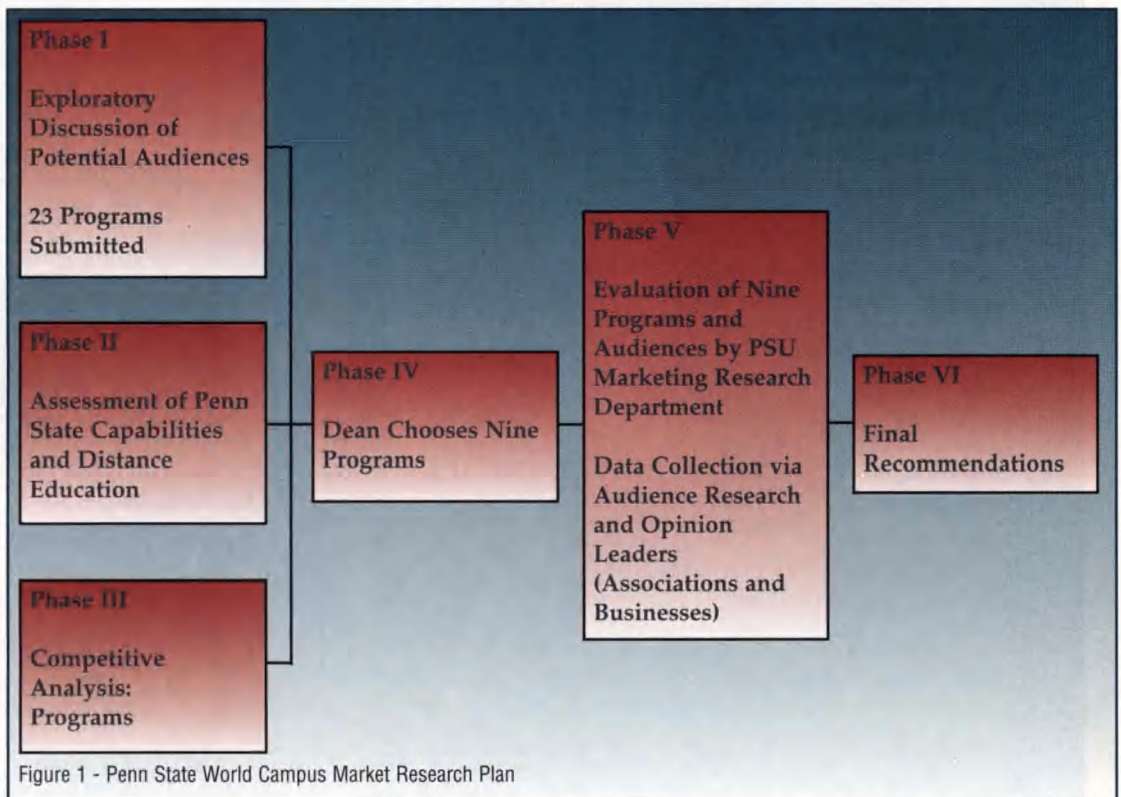 Phase I
Exploratory
Discussion of
Potential Audiences
23 Programs
Submitted
Phase II
Assessment of Penn
State Capabilities
and Distance
Education
Phase III
Competitive
Analysis:
Programs
Phase IV
Dean Chooses Nine
Programs
Phase V
Evaluation of Nine
Programs and
Audiences by PSU
Marketing Research
Department
Data Collection via
Audience Research
and Opinion
Leaders
(Associations and
Businesses)
Phase VI
Final
Recommendations
Figure 1 - Penn State World Campus Market Research Plan